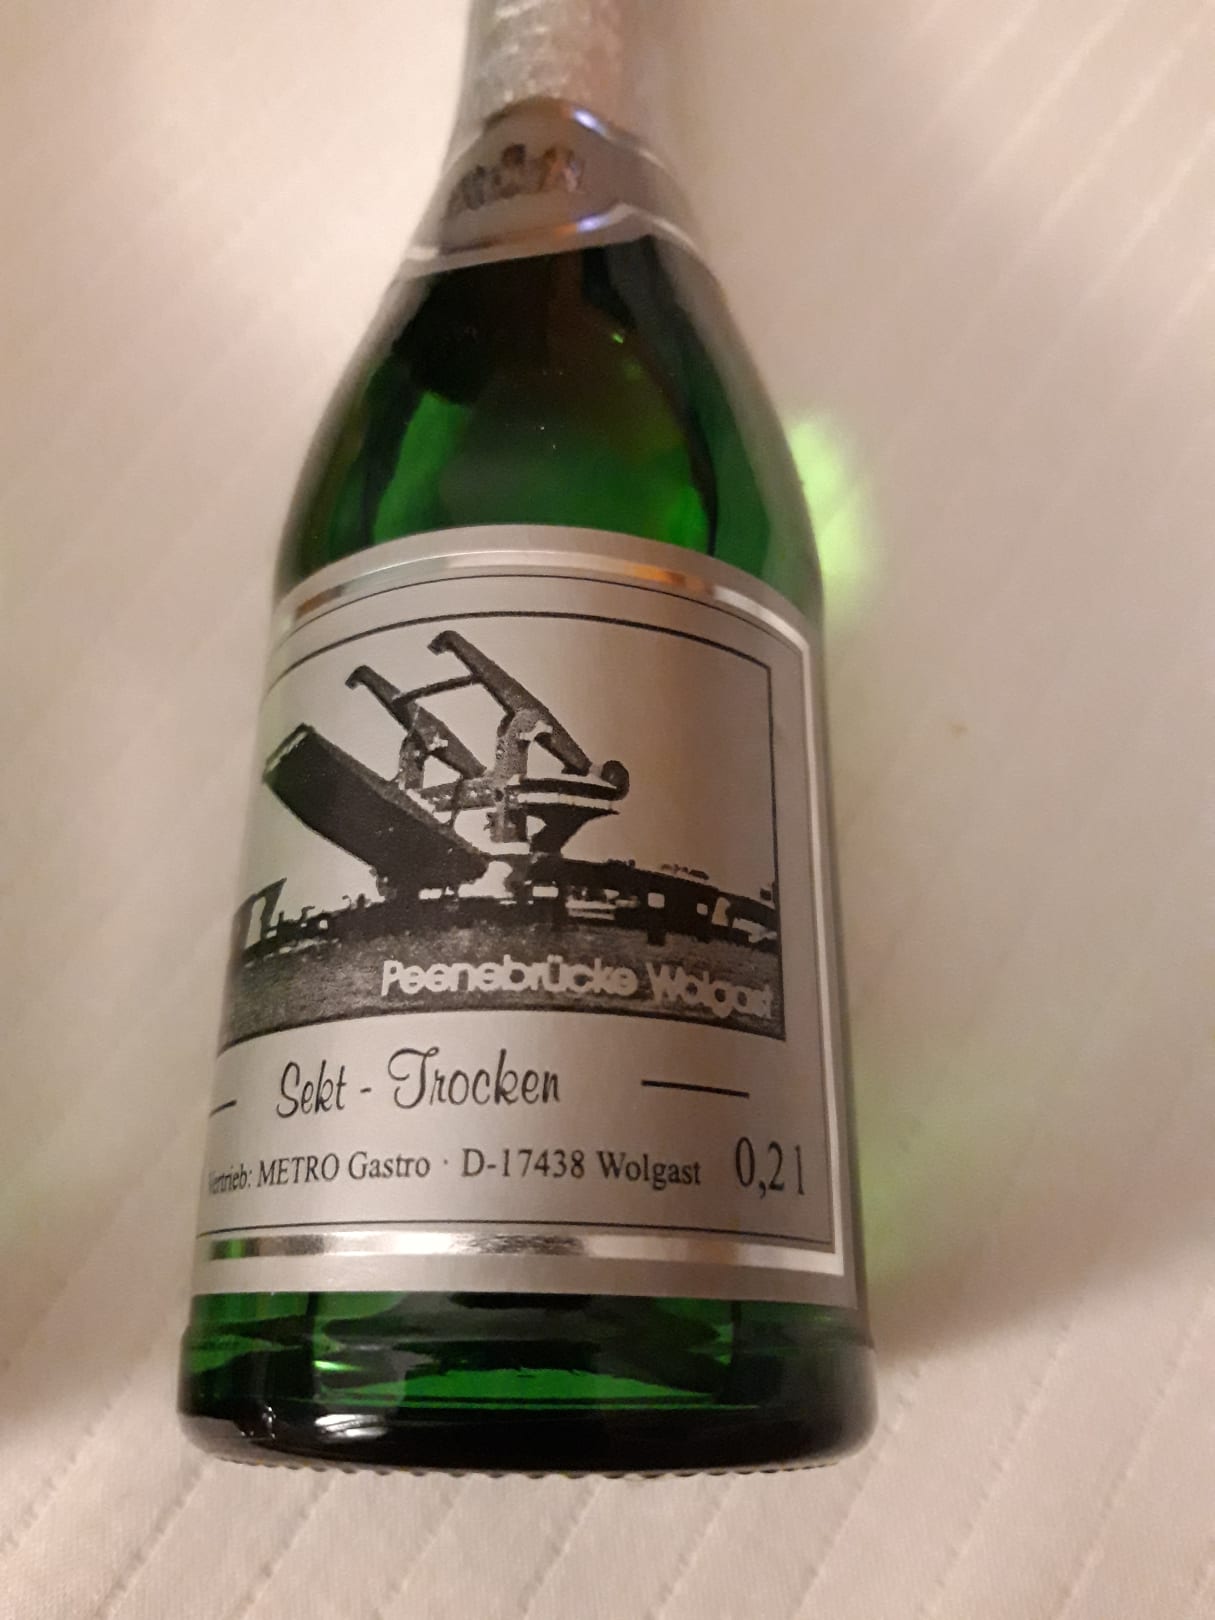 Peenebrücke Wolgast
Sekt - Trocken
Vertrieb: METRO Gastro · D-17438 Wolgast 0,2 l